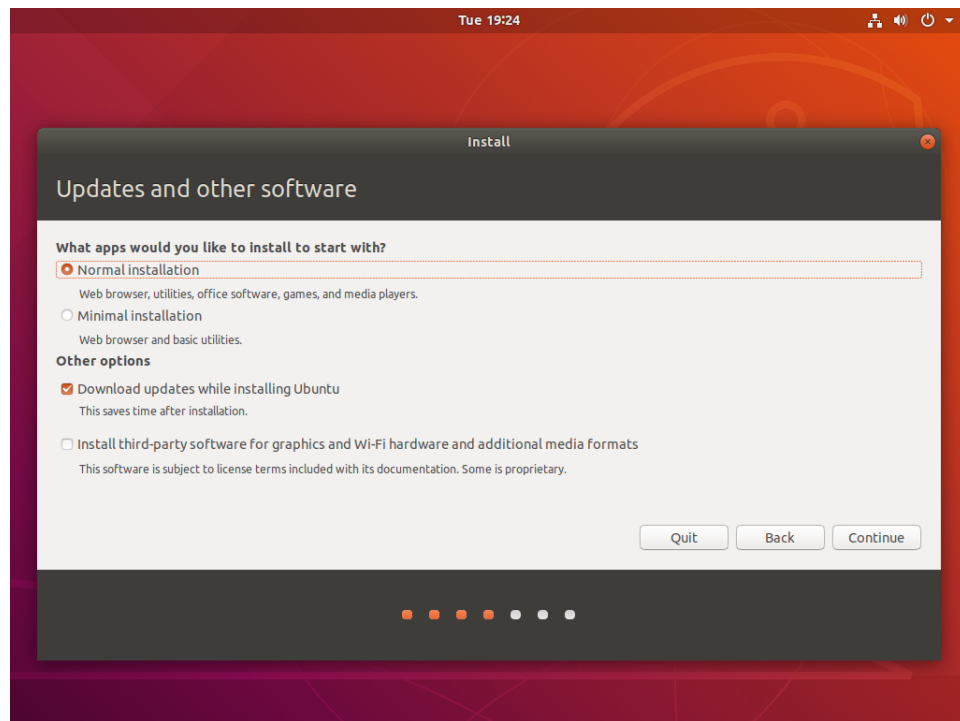 Tue 19:24
Install
Updates and other software
What apps would you like to install to start with?
Normal installation
Web browser, utilities, office software, games, and media players.
Minimal installation
Web browser and basic utilities.
Other options
Download updates while installing Ubuntu
This saves time after installation.
Install third-party software for graphics and Wi-Fi hardware and additional media formats
This software is subject to license terms included with its documentation. Some is proprietary.
Quit Back Continue